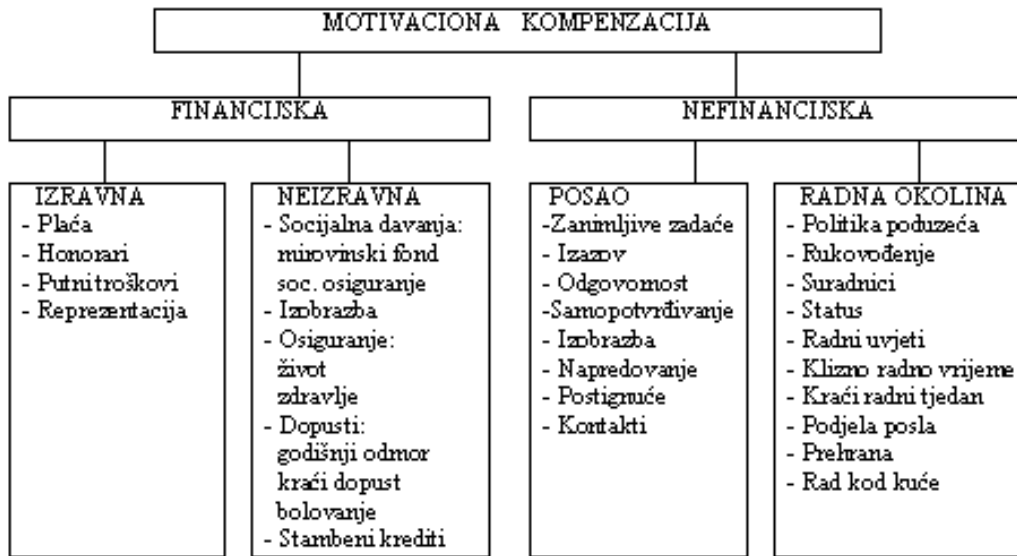 MOTIVACIONA KOMPENZACIJA
FINANCIJSKA
NEFINANCIJSKA
IZRAVNA
- Plaća
- Honorari
- Putni troškovi
- Reprezentacija
NEIZRAVNA
- Socijalna davanja:
mirovinski fond
soc. osiguranje
- Izobrazba
- Osiguranje:
život
zdravlje
- Dopusti:
godišnji odmor
kraći dopust
bolovanje
- Stambeni krediti
POSAO
-Zanimljive zadaće
- Izazov
- Odgovornost
-Samopotvrđivanje
- Izobrazba
- Napredovanje
- Postignuće
- Kontakti
RADNA OKOLINA
- Politika poduzeća
- Rukovođenje
- Suradnici
- Status
- Radni uvjeti
- Klizno radno vrijeme
- Kraći radni tjedan
- Podjela posla
- Prehrana
- Rad kod kuće